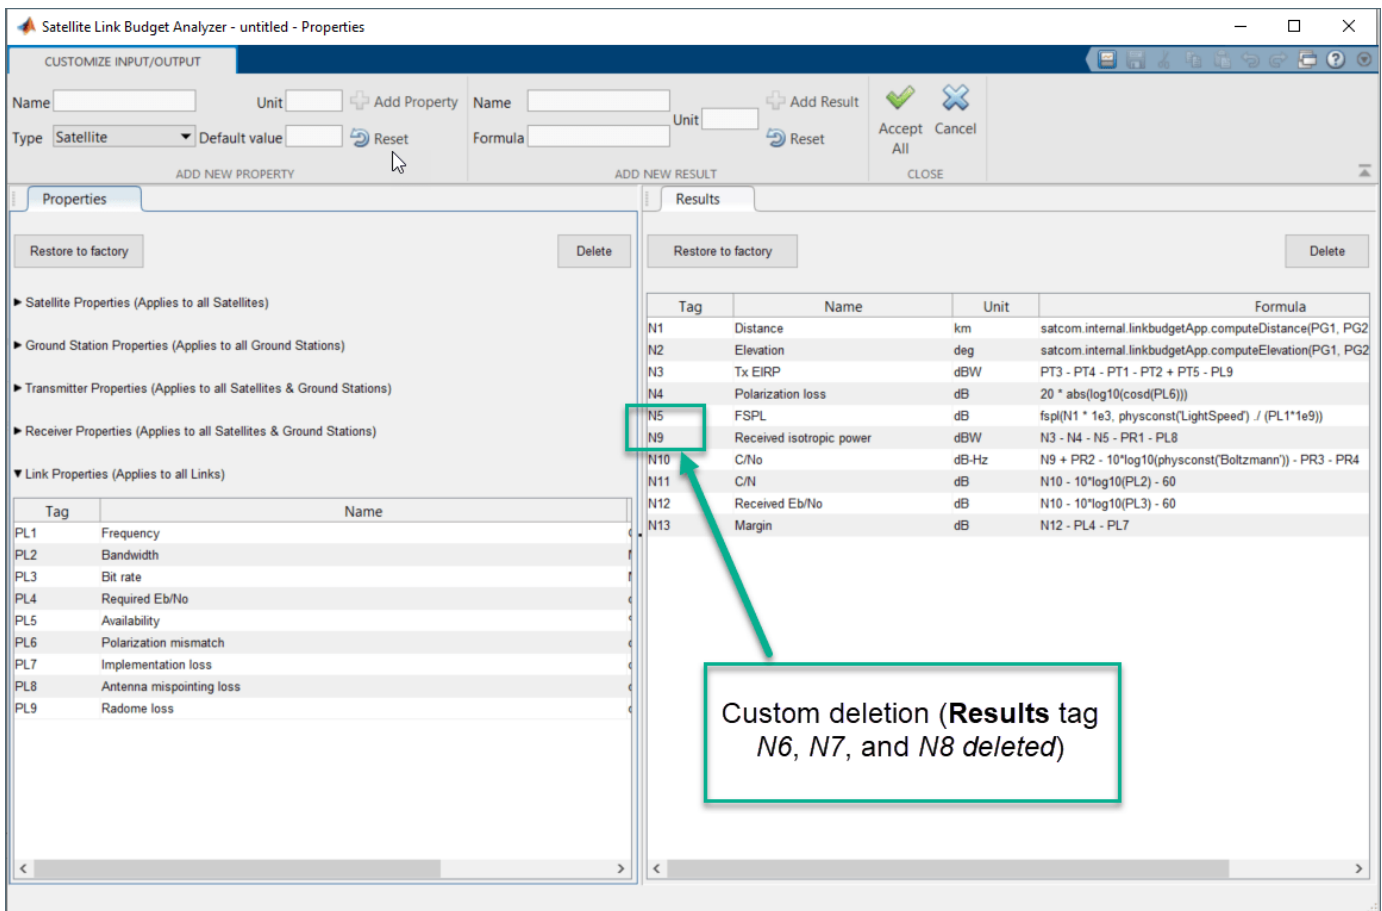 Satellite Link Budget Analyzer - untitled - Properties
CUSTOMIZE INPUT/OUTPUT
Name Unit Add Property Name Unit Add Result
Type Satellite Default value Reset Formula Reset
Accept All Cancel
ADD NEW PROPERTY ADD NEW RESULT CLOSE
Properties
Restore to factory Delete
▶ Satellite Properties (Applies to all Satellites)
▶ Ground Station Properties (Applies to all Ground Stations)
▶ Transmitter Properties (Applies to all Satellites & Ground Stations)
▶ Receiver Properties (Applies to all Satellites & Ground Stations)
▼ Link Properties (Applies to all Links)
Tag Name
PL1 Frequency
PL2 Bandwidth
PL3 Bit rate
PL4 Required Eb/No
PL5 Availability
PL6 Polarization mismatch
PL7 Implementation loss
PL8 Antenna mispointing loss
PL9 Radome loss
Results
Restore to factory Delete
Tag Name Unit Formula
N1 Distance km satcom.internal.linkbudgetApp.computeDistance(PG1, PG2
N2 Elevation deg satcom.internal.linkbudgetApp.computeElevation(PG1, PG2
N3 Tx EIRP dBW PT3 - PT4 - PT1 - PT2 + PT5 - PL9
N4 Polarization loss dB 20 * abs(log10(cosd(PL6)))
N5 FSPL dB fspl(N1 * 1e3, physconst('LightSpeed') ./ (PL1*1e9))
N9 Received isotropic power dBW N3 - N4 - N5 - PR1 - PL8
N10 C/No dB-Hz N9 + PR2 - 10*log10(physconst('Boltzmann')) - PR3 - PR4
N11 C/N dB N10 - 10*log10(PL2) - 60
N12 Received Eb/No dB N10 - 10*log10(PL3) - 60
N13 Margin dB N12 - PL4 - PL7
Custom deletion (Results tag
N6, N7, and N8 deleted)